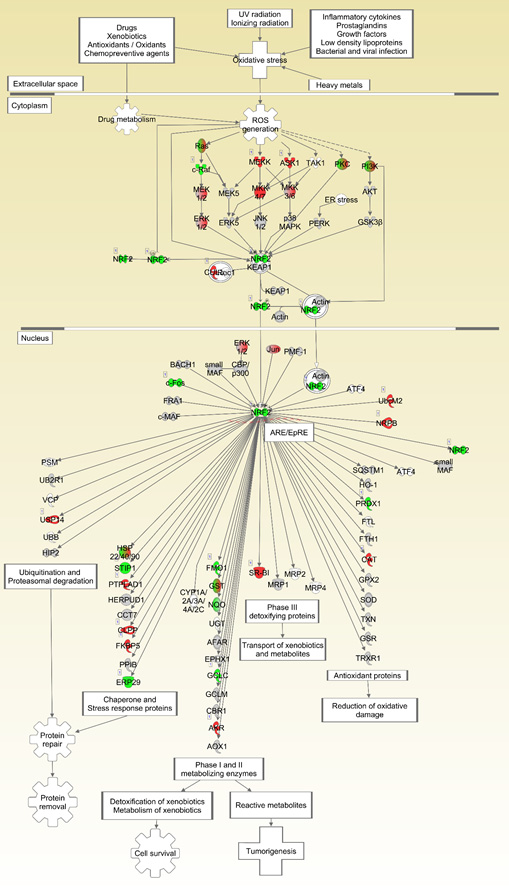 Drugs
Xenobiotics
Antioxidants / Oxidants
Chemopreventive agents
UV radiation
Ionizing radiation
Inflammatory cytokines
Prostaglandins
Growth factors
Low density lipoproteins
Bacterial and viral infection
Oxidative stress
Heavy metals
Extracellular space
Cytoplasm
Drug metabolism
ROS
generation
Ras
MEKK
ASK1
TAK1
PKC
PI3K
c-Raf
MEK
1/2
MEK5
MKK
4/7
MKK
3/6
AKT
ER stress
ERK
1/2
ERK5
JNK
1/2
p38
MAPK
PERK
GSK3β
NRF2
NRF2
NRF2
KEAP1
KEAP1
NRF2
Actin
Actin
NRF2
Nucleus
ERK
1/2
Jun
PMF-1
BACH1
small
MAF
CBP/
p300
Actin
NRF2
c-Fos
ATF4
FRA1
UbcM2
c-MAF
NRF2
NRPB
ARE/EpRE
NRF2
small
MAF
PSM
SQSTM1
ATF4
UB2R1
HO-1
VCP
PRDX1
USP14
FTL
UBB
FTH1
HIP2
HSP
22/40/90
CAT
STIP1
FMO1
SR-BI
MRP1
MRP2
MRP4
GPX2
Ubiquitination and
Proteasomal degradation
PTPLAD1
CYP1A/
2A/3A/
4A/2C
GST
SOD
HERPUD1
NQO
Phase III
detoxifying proteins
TXN
CCT7
UGT
GSR
CLPP
AFAR
TRXR1
FKBP5
Transport of xenobiotics
and metabolites
PPIB
EPHX1
Antioxidant proteins
ERP29
GCLC
Chaperone and
Stress response proteins
GCLM
Reduction of oxidative
damage
CBR1
AKR
Protein
repair
AOX1
Phase I and II
metabolizing enzymes
Protein
removal
Detoxification of xenobiotics
Metabolism of xenobiotics
Reactive metabolites
Cell survival
Tumorigenesis